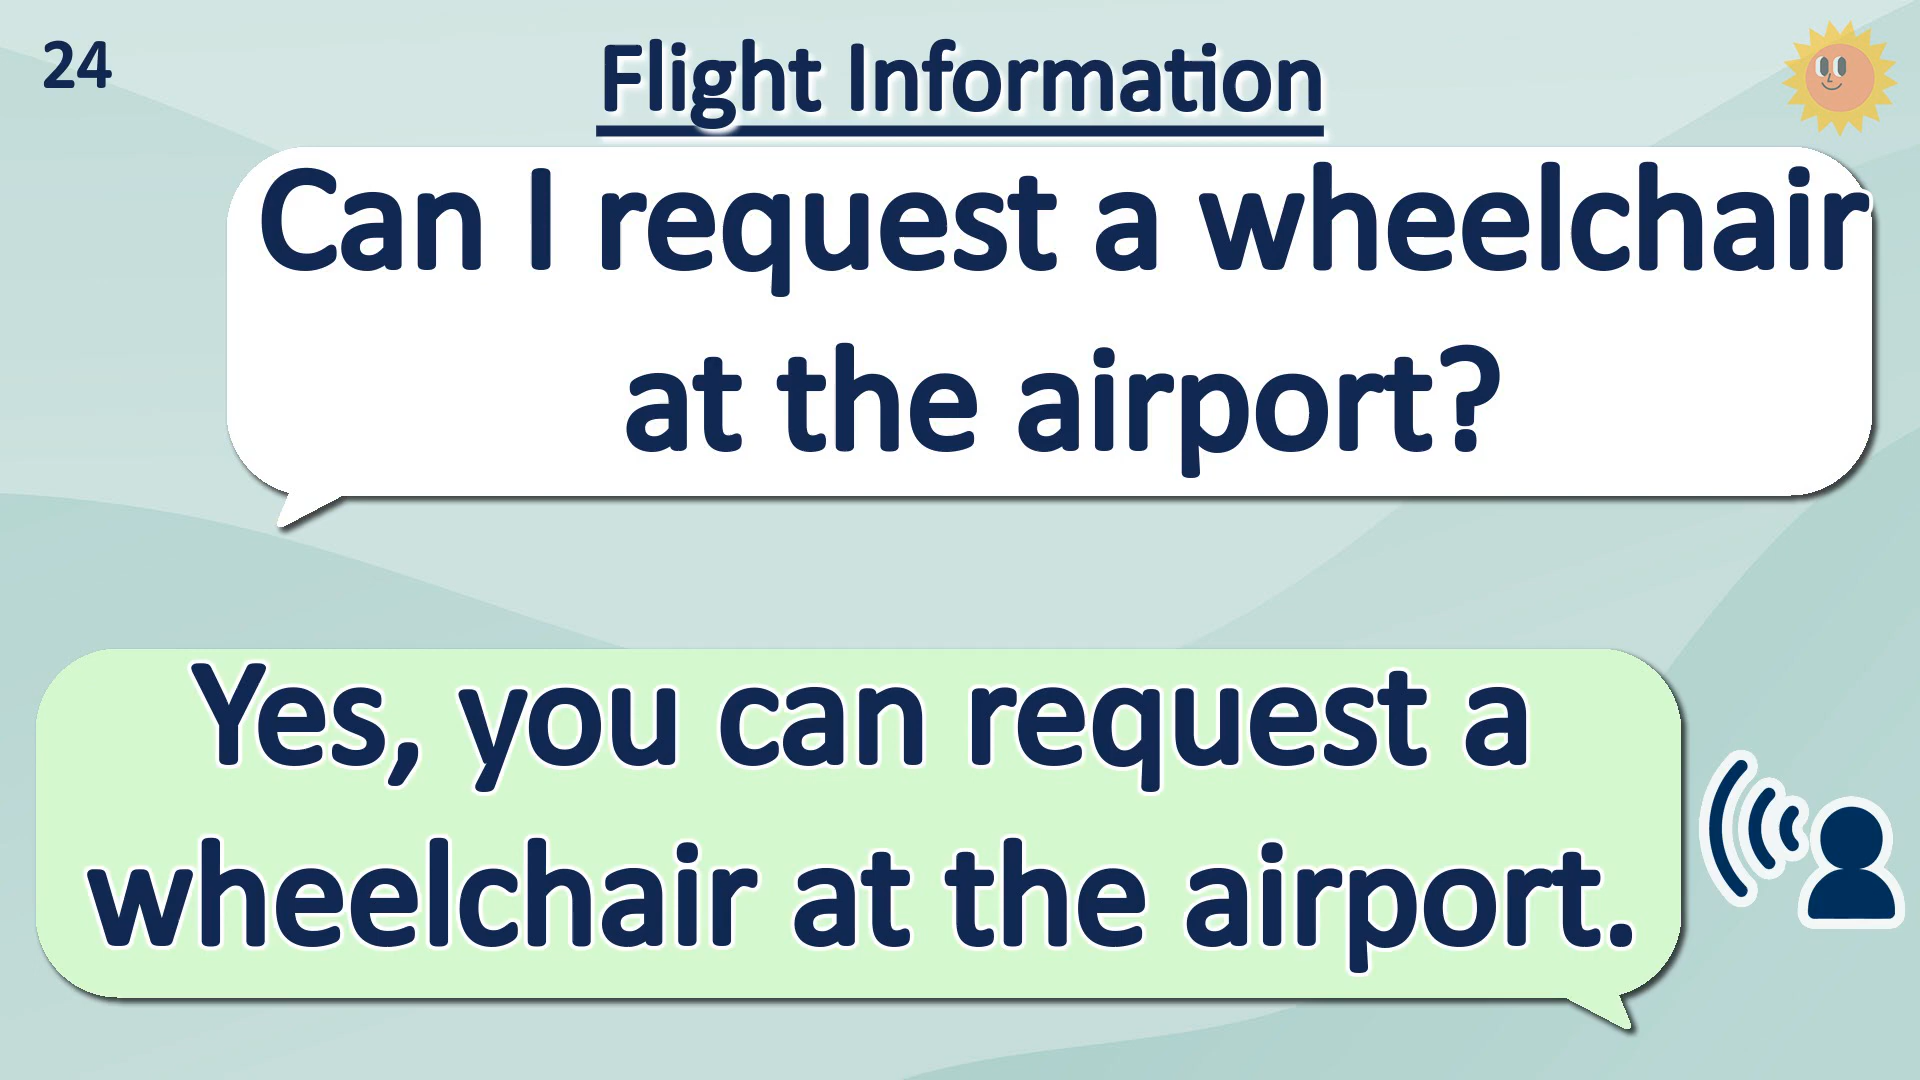 24
Flight Information
Can I request a wheelchair
at the airport?
Yes, you can request a
wheelchair at the airport.